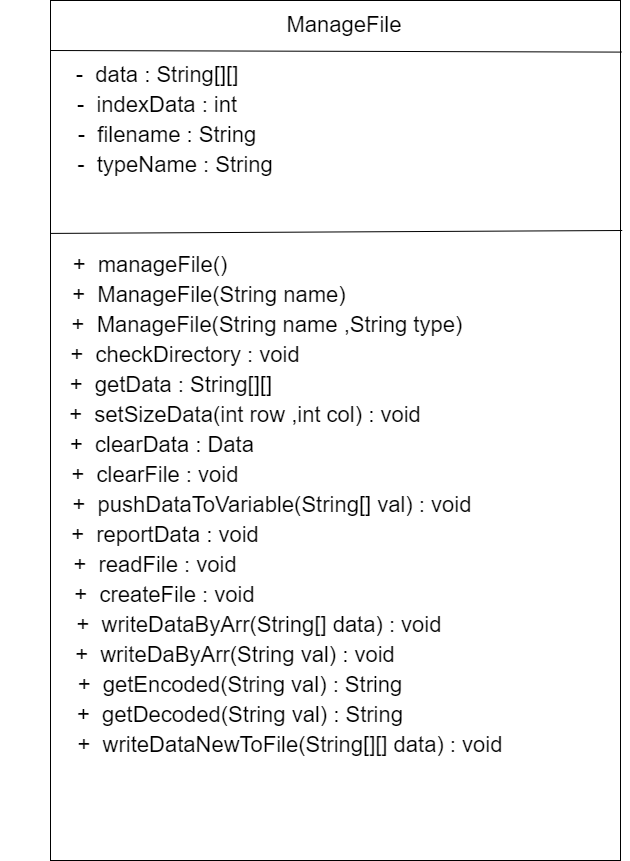 ManageFile
- data : String[][]
- indexData : int
- filename : String
- typeName : String
+ manageFile()
+ ManageFile(String name)
+ ManageFile(String name ,String type)
+ checkDirectory : void
+ getData : String[][]
+ setSizeData(int row ,int col) : void
+ clearData : Data
+ clearFile : void
+ pushDataToVariable(String[] val) : void
+ reportData : void
+ readFile : void
+ createFile : void
+ writeDataByArr(String[] data) : void
+ writeDaByArr(String val) : void
+ getEncoded(String val) : String
+ getDecoded(String val) : String
+ writeDataNewToFile(String[][] data) : void